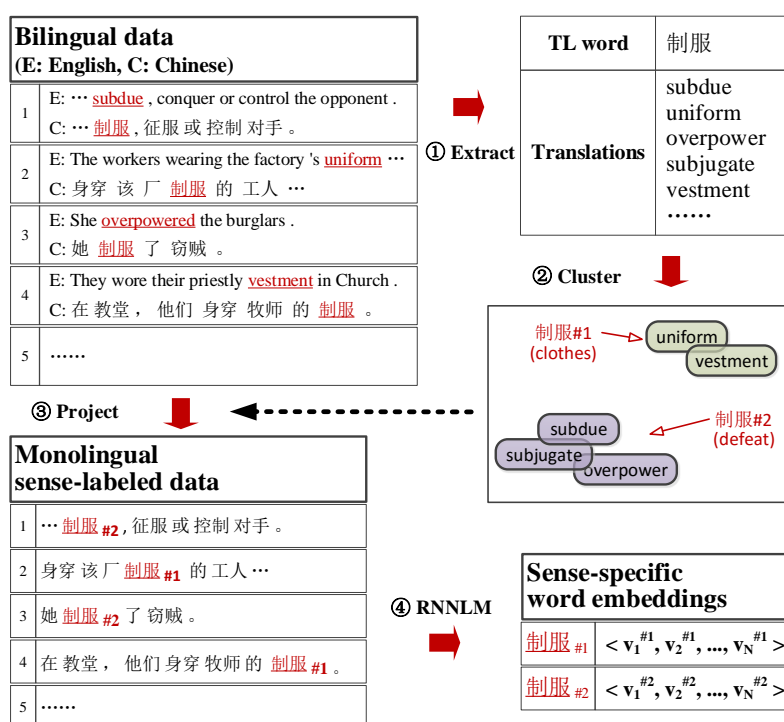 Bilingual data
(E: English, C: Chinese)
1
E: ··· subdue , conquer or control the opponent .
C: ··· 制服 , 征服 或 控制 对手 。
2
E: The workers wearing the factory 's uniform ···
C: 身穿 该 厂 制服 的 工人 ···
3
E: She overpowered the burglars .
C: 她 制服 了 窃贼 。
4
E: They wore their priestly vestment in Church .
C: 在 教堂 , 他们 身穿 牧师 的 制服 。
5
······
① Extract
TL word
制服
Translations
subdue
uniform
overpower
subjugate
vestment
······
② Cluster
制服#1
(clothes)
uniform
vestment
subdue
subjugate
overpower
制服#2
(defeat)
③ Project
Monolingual
sense-labeled data
1 ··· 制服 #2 , 征服 或 控制 对手 。
2 身穿 该 厂 制服 #1 的 工人 ···
3 她 制服 #2 了 窃贼 。
4 在 教堂 , 他们 身穿 牧师 的 制服 #1 。
5 ······
④ RNNLM
Sense-specific
word embeddings
制服 #1 < v₁^#1, v₂^#1, ..., v_N^#1 >
制服 #2 < v₁^#2, v₂^#2, ..., v_N^#2 >